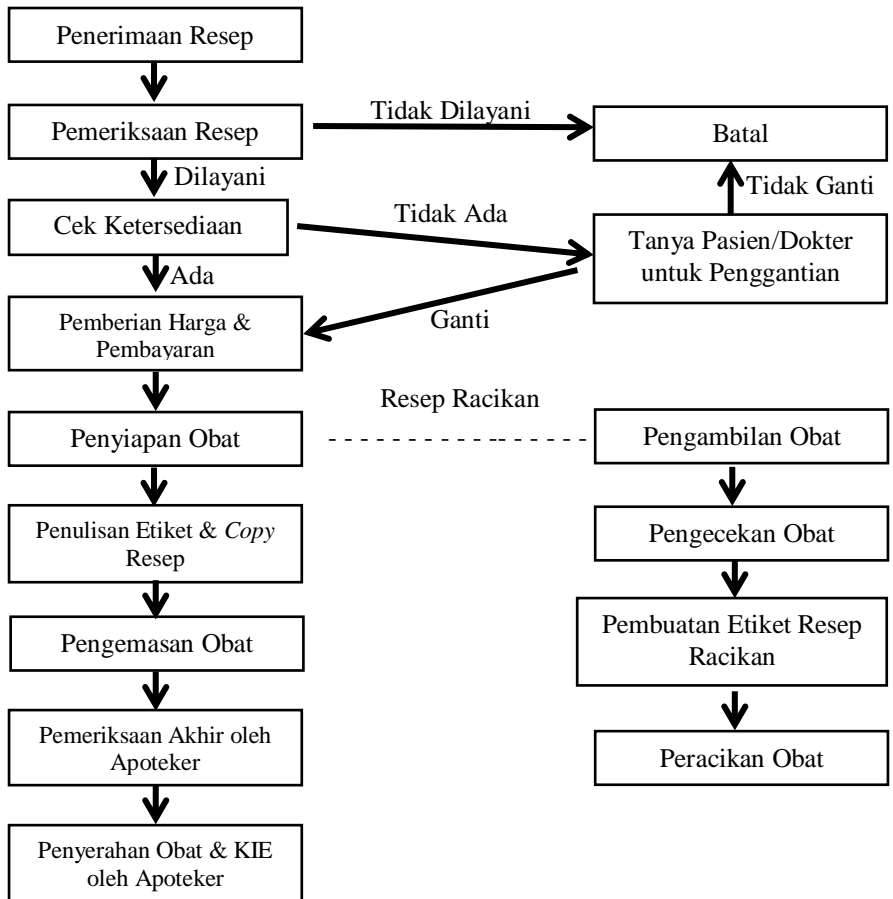 Penerimaan Resep
Pemeriksaan Resep
Tidak Dilayani
Batal
Dilayani
Tidak Ganti
Cek Ketersediaan
Tidak Ada
Tanya Pasien/Dokter
untuk Penggantian
Ada
Pemberian Harga &
Pembayaran
Ganti
Resep Racikan
Penyiapan Obat
Pengambilan Obat
Penulisan Etiket & Copy
Resep
Pengecekan Obat
Pengemasan Obat
Pembuatan Etiket Resep
Racikan
Pemeriksaan Akhir oleh
Apoteker
Peracikan Obat
Penyerahan Obat & KIE
oleh Apoteker